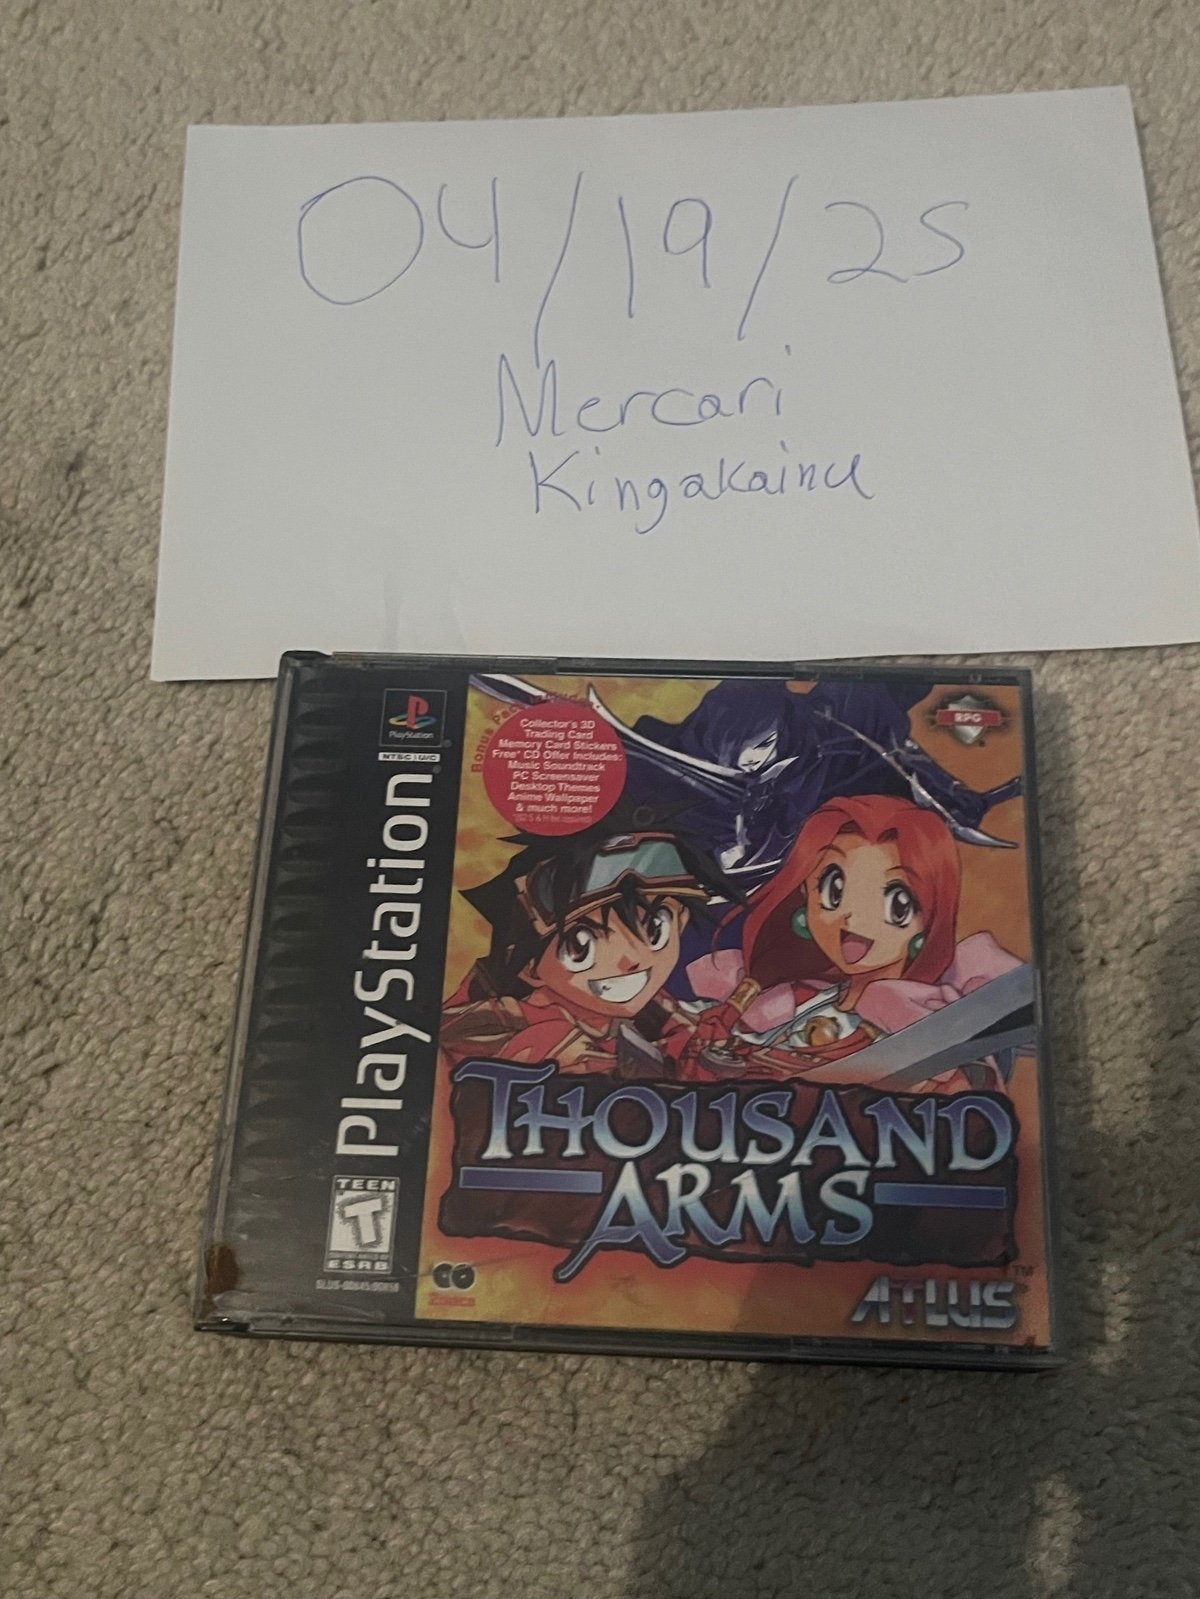 04/19/25
Mercari
Kingakainu
PlayStation
NTSC U/C
PlayStation
TEEN
T
ESRB
Collector's 3D
Trading Card
Memory Card Stickers
Free* CD Offer Includes:
Music Soundtrack
PC Screensaver
Desktop Themes
Anime Wallpaper
& much more!
RPG
THOUSAND
ARMS
ATLUS
TM